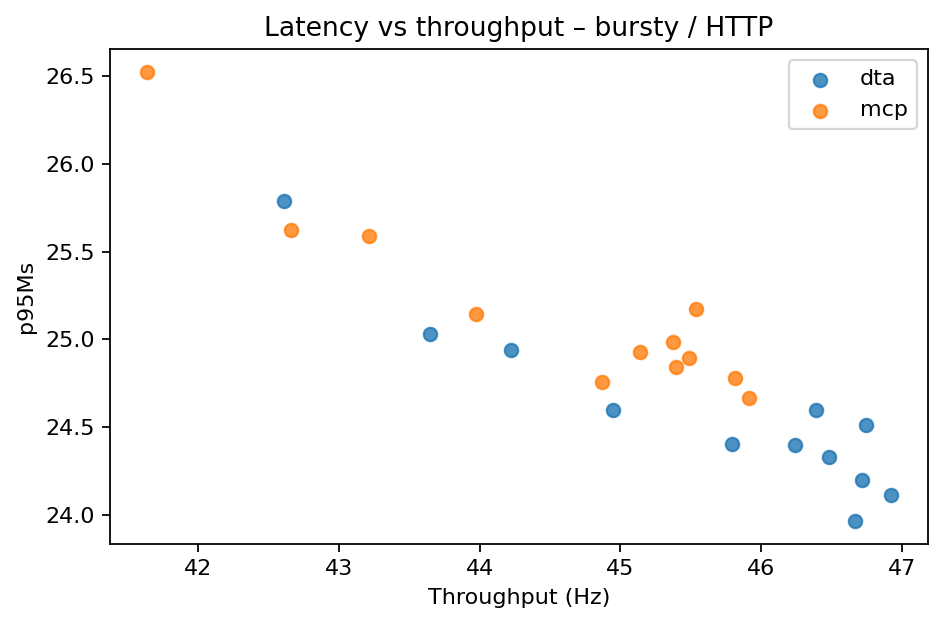 Latency vs throughput – bursty / HTTP
dta
mcp
26.5
26.0
25.5
25.0
24.5
24.0
p95Ms
42 43 44 45 46 47
Throughput (Hz)